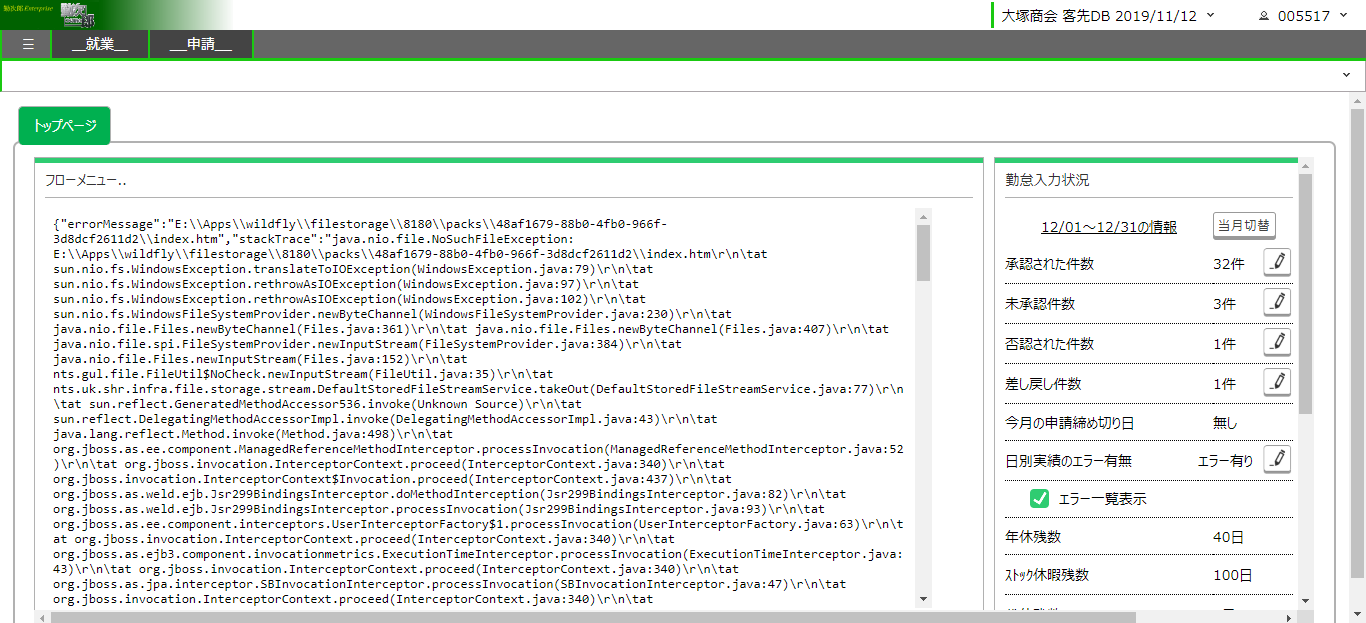 勤次郎 Enterprise
大塚商会 客先DB 2019/11/12
005517
__就業__
__申請__
トップページ
フローメニュー..
{"errorMessage":"E:\\Apps\\wildfly\\filestorage\\8180\\packs\\48af1679-88b0-4fb0-966f-
3d8dcf2611d2\\index.htm","stackTrace":"java.nio.file.NoSuchFileException:
E:\\Apps\\wildfly\\filestorage\\8180\\packs\\48af1679-88b0-4fb0-966f-3d8dcf2611d2\\index.htm\r\n\tat
sun.nio.fs.WindowsException.translateToIOException(WindowsException.java:79)\r\n\tat
sun.nio.fs.WindowsException.rethrowAsIOException(WindowsException.java:97)\r\n\tat
sun.nio.fs.WindowsException.rethrowAsIOException(WindowsException.java:102)\r\n\tat
sun.nio.fs.WindowsFileSystemProvider.newByteChannel(WindowsFileSystemProvider.java:230)\r\n\tat
java.nio.file.Files.newByteChannel(Files.java:361)\r\n\tat java.nio.file.Files.newByteChannel(Files.java:407)\r\n\tat
java.nio.file.spi.FileSystemProvider.newInputStream(FileSystemProvider.java:384)\r\n\tat
java.nio.file.Files.newInputStream(Files.java:152)\r\n\tat
nts.gul.file.FileUtil$NoCheck.newInputStream(FileUtil.java:35)\r\n\tat
nts.uk.shr.infra.file.storage.stream.DefaultStoredFileStreamService.takeOut(DefaultStoredFileStreamService.java:77)\r\n
\tat sun.reflect.GeneratedMethodAccessor536.invoke(Unknown Source)\r\n\tat
sun.reflect.DelegatingMethodAccessorImpl.invoke(DelegatingMethodAccessorImpl.java:43)\r\n\tat
java.lang.reflect.Method.invoke(Method.java:498)\r\n\tat
org.jboss.as.ee.component.ManagedReferenceMethodInterceptor.processInvocation(ManagedReferenceMethodInterceptor.java:52
)\r\n\tat org.jboss.invocation.InterceptorContext.proceed(InterceptorContext.java:340)\r\n\tat
org.jboss.invocation.InterceptorContext$Invocation.proceed(InterceptorContext.java:437)\r\n\tat
org.jboss.as.weld.ejb.Jsr299BindingsInterceptor.doMethodInterception(Jsr299BindingsInterceptor.java:82)\r\n\tat
org.jboss.as.weld.ejb.Jsr299BindingsInterceptor.processInvocation(Jsr299BindingsInterceptor.java:93)\r\n\tat
org.jboss.as.ee.component.interceptors.UserInterceptorFactory$1.processInvocation(UserInterceptorFactory.java:63)\r\n\t
at org.jboss.invocation.InterceptorContext.proceed(InterceptorContext.java:340)\r\n\tat
org.jboss.as.ejb3.component.invocationmetrics.ExecutionTimeInterceptor.processInvocation(ExecutionTimeInterceptor.java:
43)\r\n\tat org.jboss.invocation.InterceptorContext.proceed(InterceptorContext.java:340)\r\n\tat
org.jboss.as.jpa.interceptor.SBInvocationInterceptor.processInvocation(SBInvocationInterceptor.java:47)\r\n\tat
org.jboss.invocation.InterceptorContext.proceed(InterceptorContext.java:340)\r\n\tat
勤怠入力状況
12/01～12/31の情報 当月切替
承認された件数 32件
未承認件数 3件
否認された件数 1件
差し戻し件数 1件
今月の申請締め切り日 無し
日別実績のエラー有無 エラー有り
エラー一覧表示
年休残数 40日
ｽﾄｯｸ休暇残数 100日